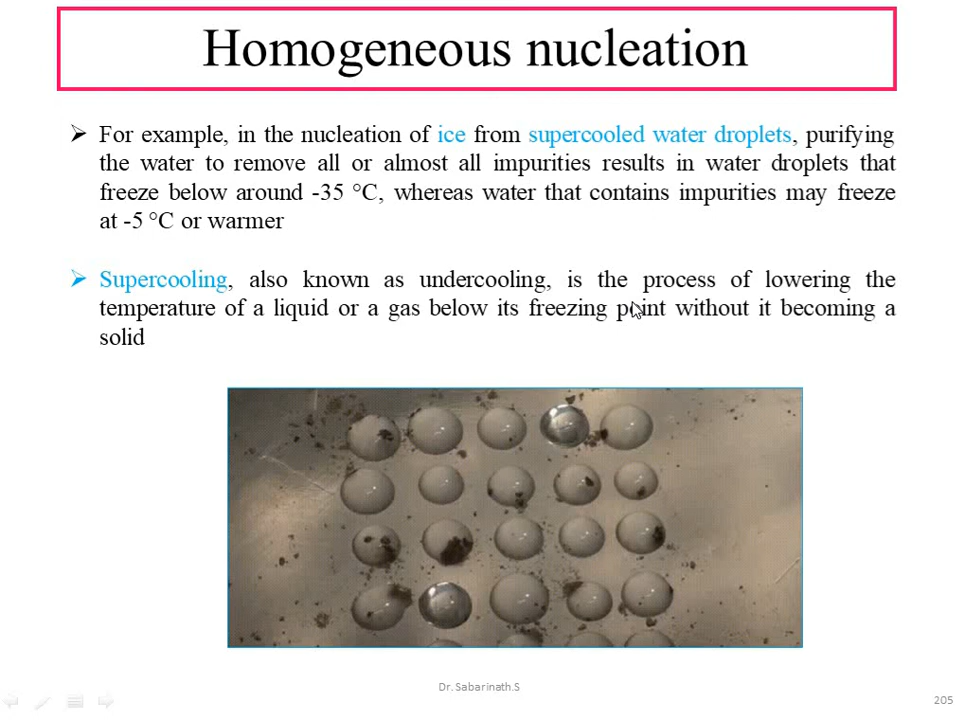 Homogeneous nucleation
➢ For example, in the nucleation of ice from supercooled water droplets, purifying
the water to remove all or almost all impurities results in water droplets that
freeze below around -35 °C, whereas water that contains impurities may freeze
at -5 °C or warmer
➢ Supercooling, also known as undercooling, is the process of lowering the
temperature of a liquid or a gas below its freezing point without it becoming a
solid
Dr. Sabarinath.S
205